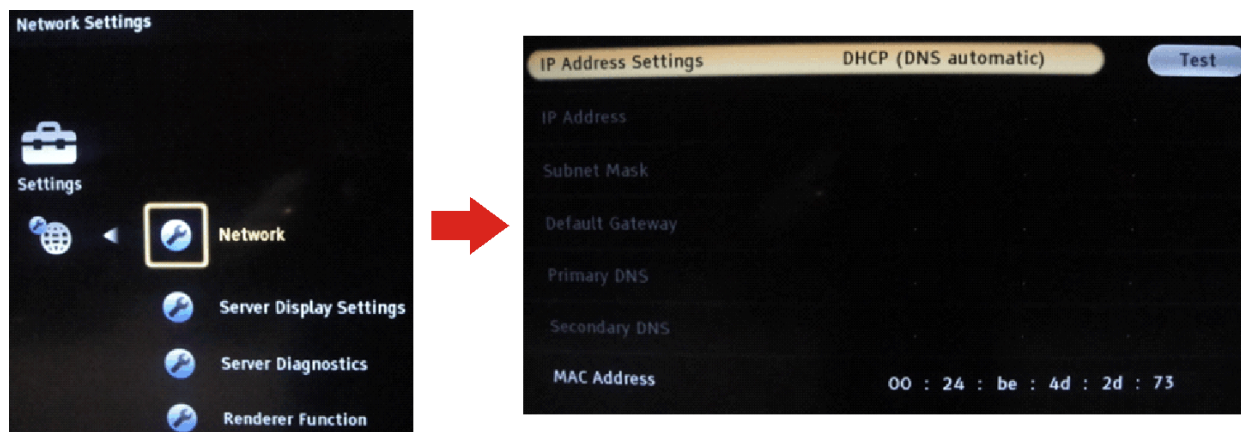 Network Settings
Settings
Network
Server Display Settings
Server Diagnostics
Renderer Function
IP Address Settings DHCP (DNS automatic) Test
IP Address
Subnet Mask
Default Gateway
Primary DNS
Secondary DNS
MAC Address 00 : 24 : be : 4d : 2d : 73